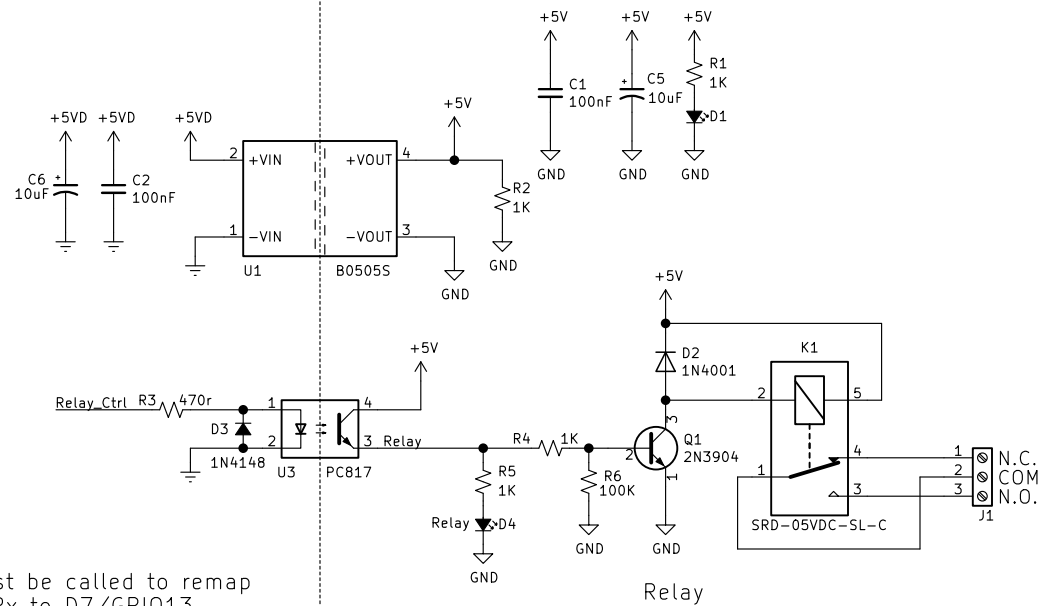 +5V +5V +5V
C1
100nF
C5
10uF
R1
1K
D1
GND GND GND
+5VD +5VD +5VD
C6
10uF
C2
100nF
+5V
2 +VIN +VOUT 4
1 -VIN -VOUT 3
U1 B0505S
R2
1K
GND
GND
+5V
D2
1N4001
K1
2 5
4
1
3
SRD-05VDC-SL-C
+5V
Relay_Ctrl R3 470r
1 4
2 3 Relay
D3
1N4148
U3 PC817
R4 1K
R5
1K
R6
100K
Relay D4
GND
GND
2
3
1
Q1
2N3904
GND
1 N.C.
2 COM
3 N.O.
J1
be called to remap
to D7/GPIO13
Relay